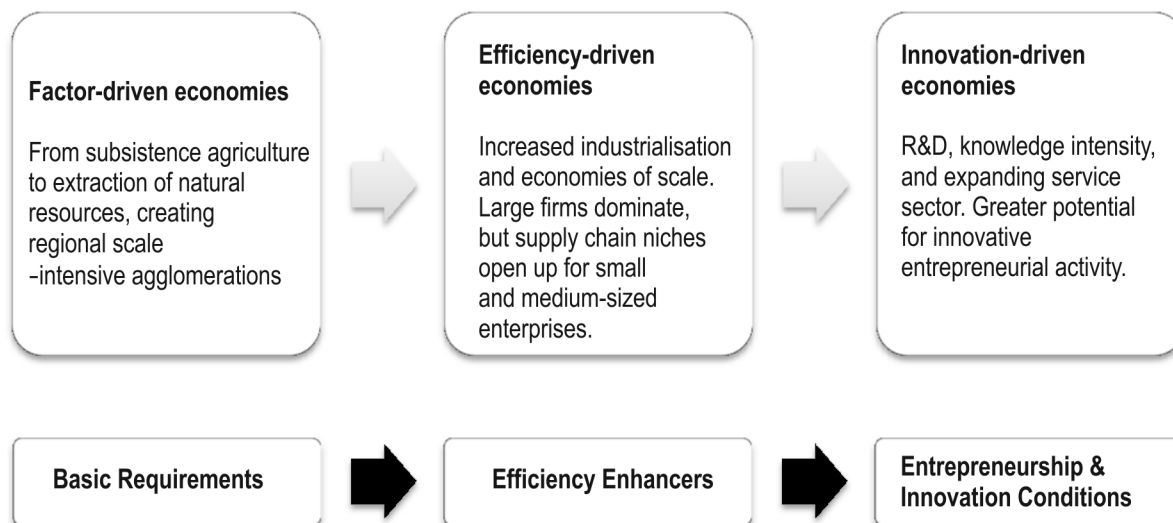 Factor-driven economies
From subsistence agriculture
to extraction of natural
resources, creating
regional scale
–intensive agglomerations
Efficiency-driven
economies
Increased industrialisation
and economies of scale.
Large firms dominate,
but supply chain niches
open up for small
and medium-sized
enterprises.
Innovation-driven
economies
R&D, knowledge intensity,
and expanding service
sector. Greater potential
for innovative
entrepreneurial activity.
Basic Requirements
Efficiency Enhancers
Entrepreneurship &
Innovation Conditions